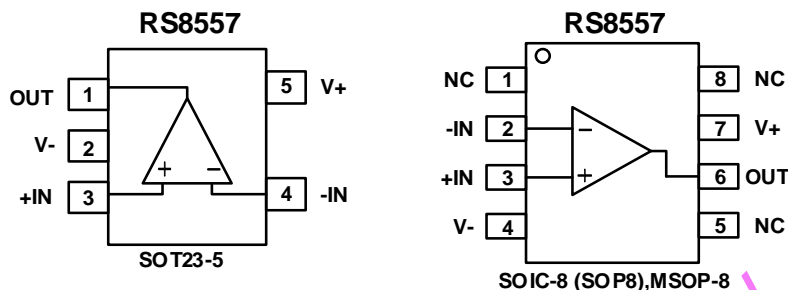 RS8557
OUT 1
V- 2
+IN 3
5 V+
4 -IN
+ −
SOT23-5
RS8557
NC 1
-IN 2
+IN 3
V- 4
8 NC
7 V+
6 OUT
5 NC
−
+
SOIC-8 (SOP8),MSOP-8